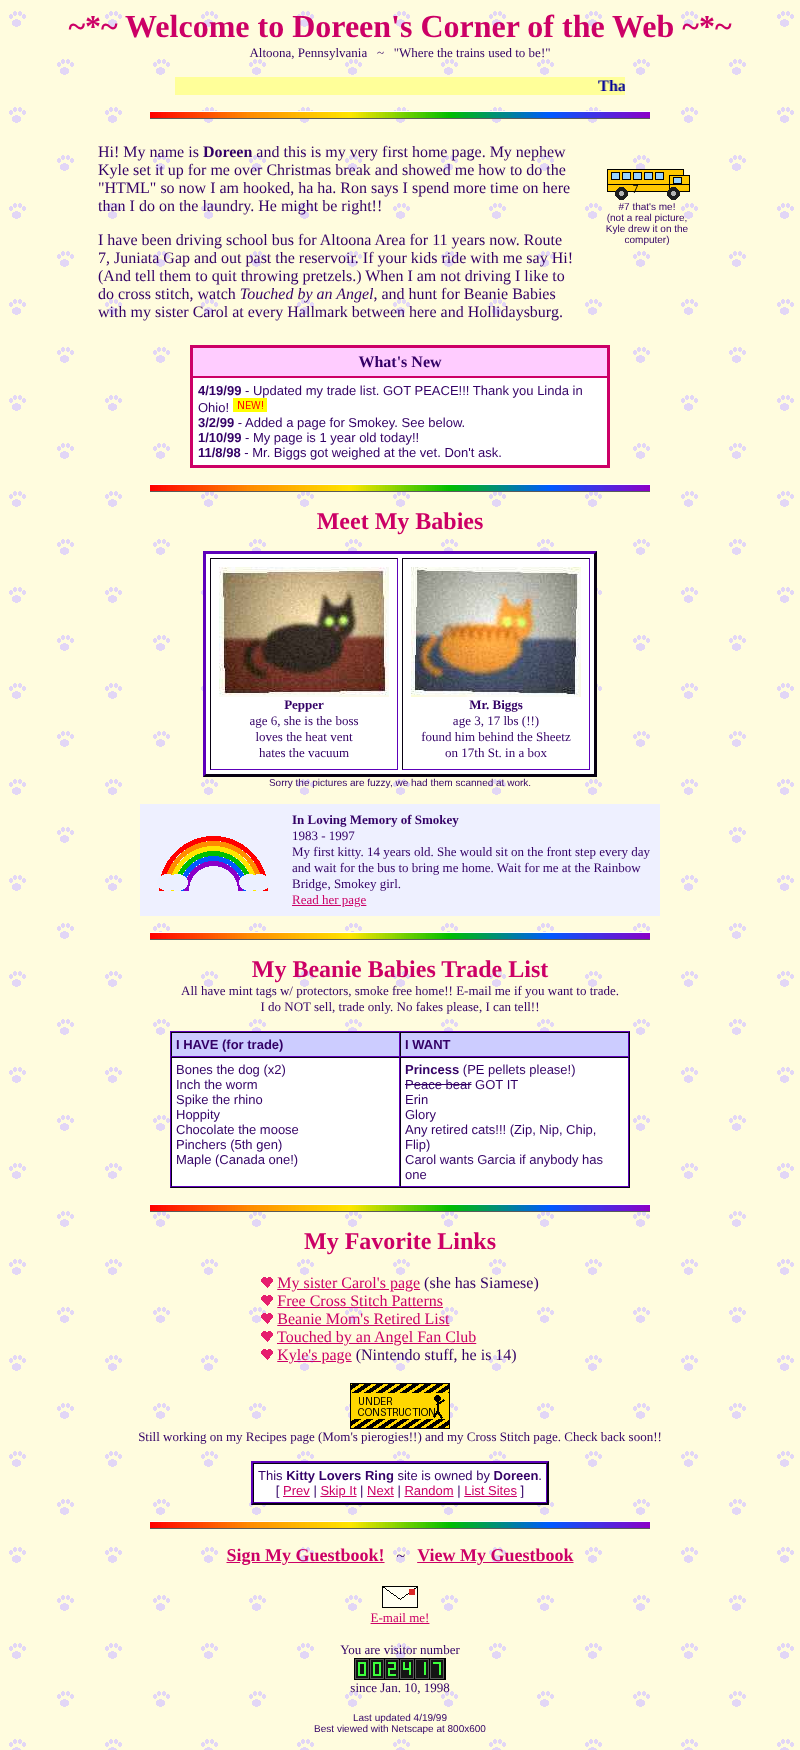 ~*~ Welcome to Doreen's Corner of the Web ~*~
Altoona, Pennsylvania ~ "Where the trains used to be!"
Tha
Hi! My name is Doreen and this is my very first home page. My nephew
Kyle set it up for me over Christmas break and showed me how to do the
"HTML" so now I am hooked, ha ha. Ron says I spend more time on here
than I do on the laundry. He might be right!!
I have been driving school bus for Altoona Area for 11 years now. Route
7, Juniata Gap and out past the reservoir. If your kids ride with me say Hi!
(And tell them to quit throwing pretzels.) When I am not driving I like to
do cross stitch, watch Touched by an Angel, and hunt for Beanie Babies
with my sister Carol at every Hallmark between here and Hollidaysburg.
7
#7 that's me!
(not a real picture,
Kyle drew it on the
computer)
What's New
4/19/99 - Updated my trade list. GOT PEACE!!! Thank you Linda in
Ohio! NEW!
3/2/99 - Added a page for Smokey. See below.
1/10/99 - My page is 1 year old today!!
11/8/98 - Mr. Biggs got weighed at the vet. Don't ask.
Meet My Babies
Pepper
age 6, she is the boss
loves the heat vent
hates the vacuum
Mr. Biggs
age 3, 17 lbs (!!)
found him behind the Sheetz
on 17th St. in a box
Sorry the pictures are fuzzy, we had them scanned at work.
In Loving Memory of Smokey
1983 - 1997
My first kitty. 14 years old. She would sit on the front step every day
and wait for the bus to bring me home. Wait for me at the Rainbow
Bridge, Smokey girl.
Read her page
My Beanie Babies Trade List
All have mint tags w/ protectors, smoke free home!! E-mail me if you want to trade.
I do NOT sell, trade only. No fakes please, I can tell!!
I HAVE (for trade)
Bones the dog (x2)
Inch the worm
Spike the rhino
Hoppity
Chocolate the moose
Pinchers (5th gen)
Maple (Canada one!)
I WANT
Princess (PE pellets please!)
Peace bear GOT IT
Erin
Glory
Any retired cats!!! (Zip, Nip, Chip,
Flip)
Carol wants Garcia if anybody has
one
My Favorite Links
My sister Carol's page (she has Siamese)
Free Cross Stitch Patterns
Beanie Mom's Retired List
Touched by an Angel Fan Club
Kyle's page (Nintendo stuff, he is 14)
UNDER
CONSTRUCTION
Still working on my Recipes page (Mom's pierogies!!) and my Cross Stitch page. Check back soon!!
This Kitty Lovers Ring site is owned by Doreen.
[ Prev | Skip It | Next | Random | List Sites ]
Sign My Guestbook! ~ View My Guestbook
E-mail me!
You are visitor number
002417
since Jan. 10, 1998
Last updated 4/19/99
Best viewed with Netscape at 800x600